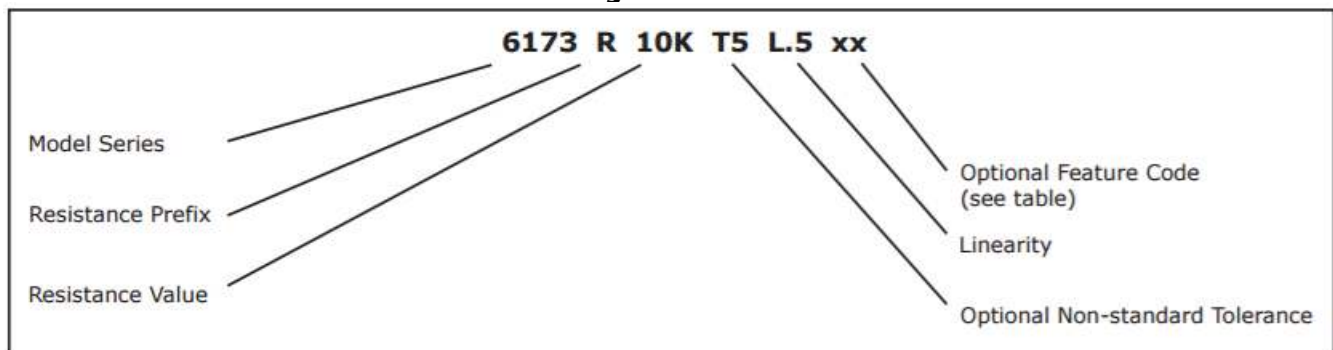 6173 R 10K T5 L.5 xx
Model Series
Resistance Prefix
Resistance Value
Optional Feature Code
(see table)
Linearity
Optional Non-standard Tolerance